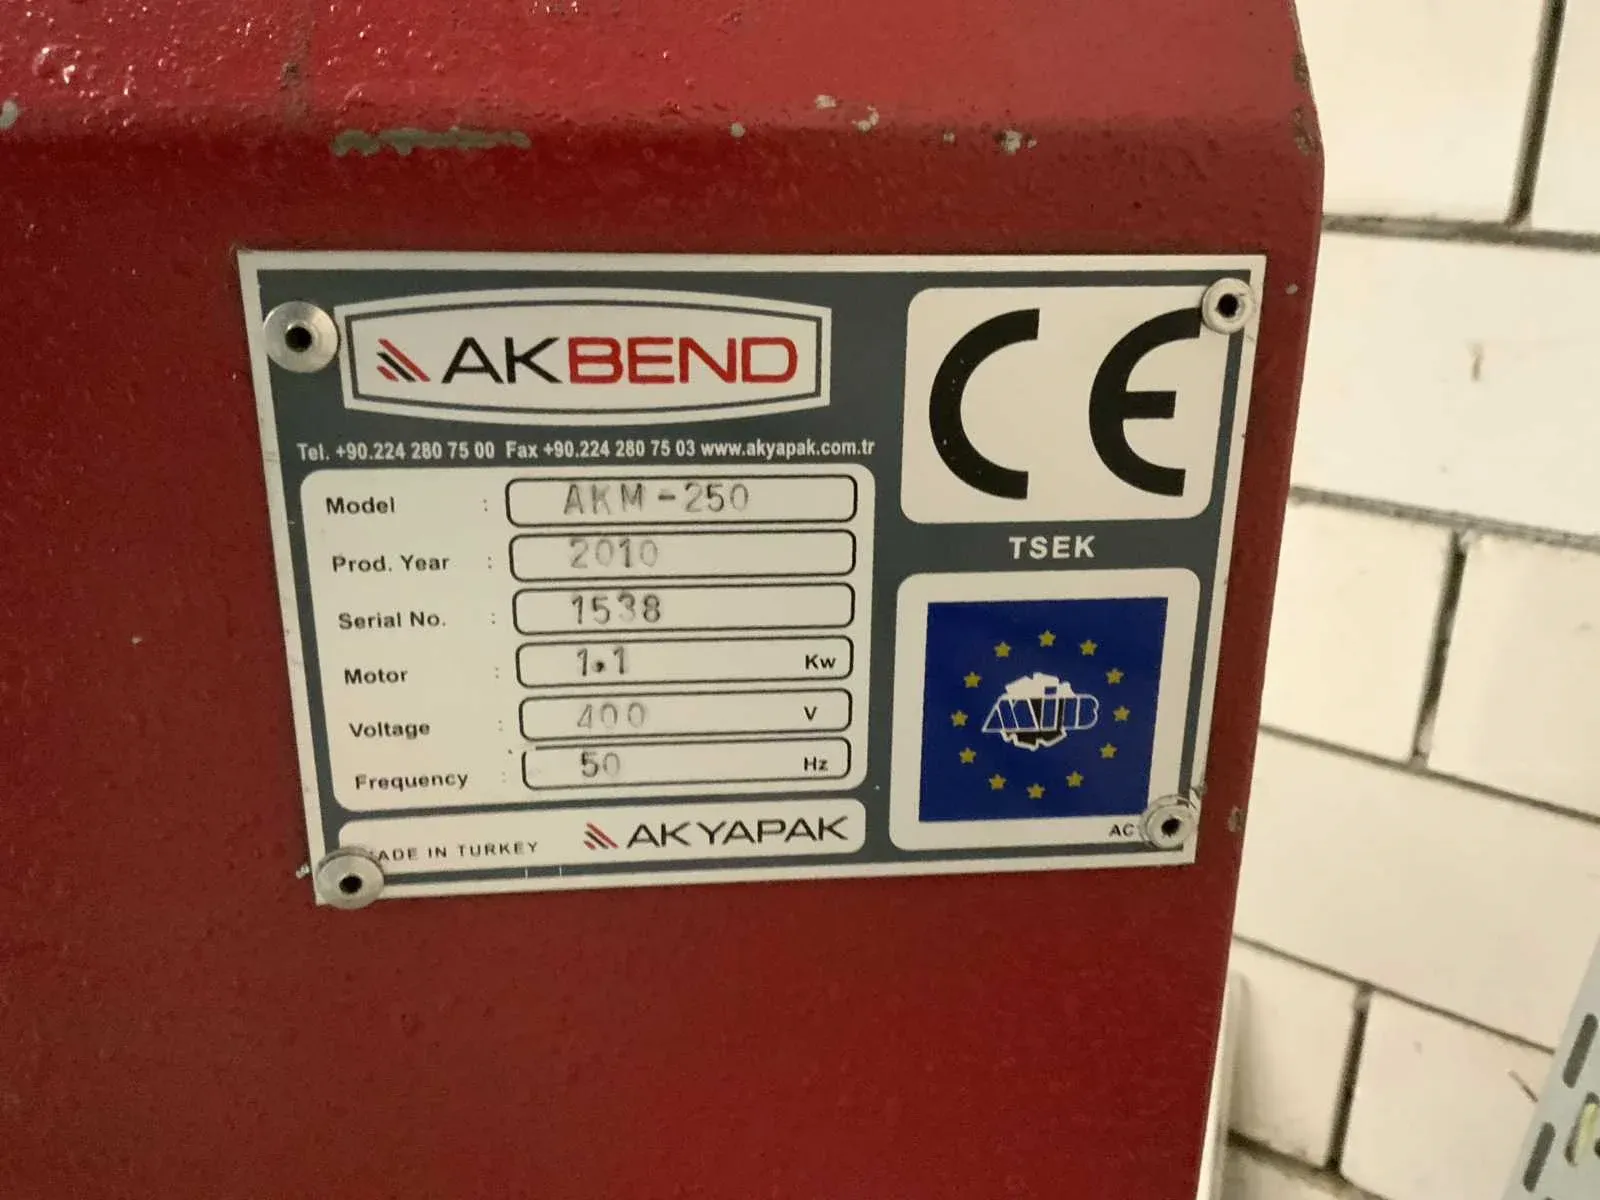 AKBEND
Tel. +90.224 280 75 00 Fax +90.224 280 75 03 www.akyapak.com.tr
Model : AKM-250
Prod. Year : 2010
Serial No. : 1538
Motor : 1.1 Kw
Voltage : 400 V
Frequency : 50 Hz
ADE IN TURKEY AKYAPAK
CE
TSEK
MiB
AC